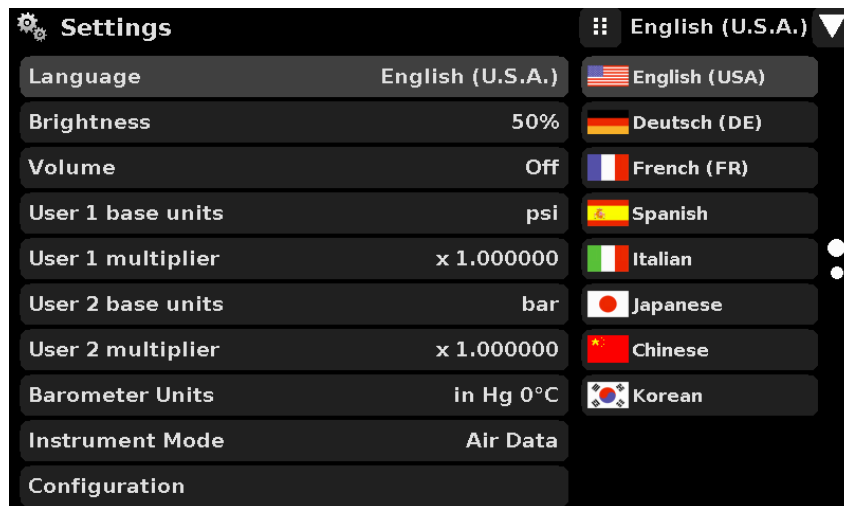 Settings
English (U.S.A.)
Language English (U.S.A.)
Brightness 50%
Volume Off
User 1 base units psi
User 1 multiplier x 1.000000
User 2 base units bar
User 2 multiplier x 1.000000
Barometer Units in Hg 0°C
Instrument Mode Air Data
Configuration
English (USA)
Deutsch (DE)
French (FR)
Spanish
Italian
Japanese
Chinese
Korean